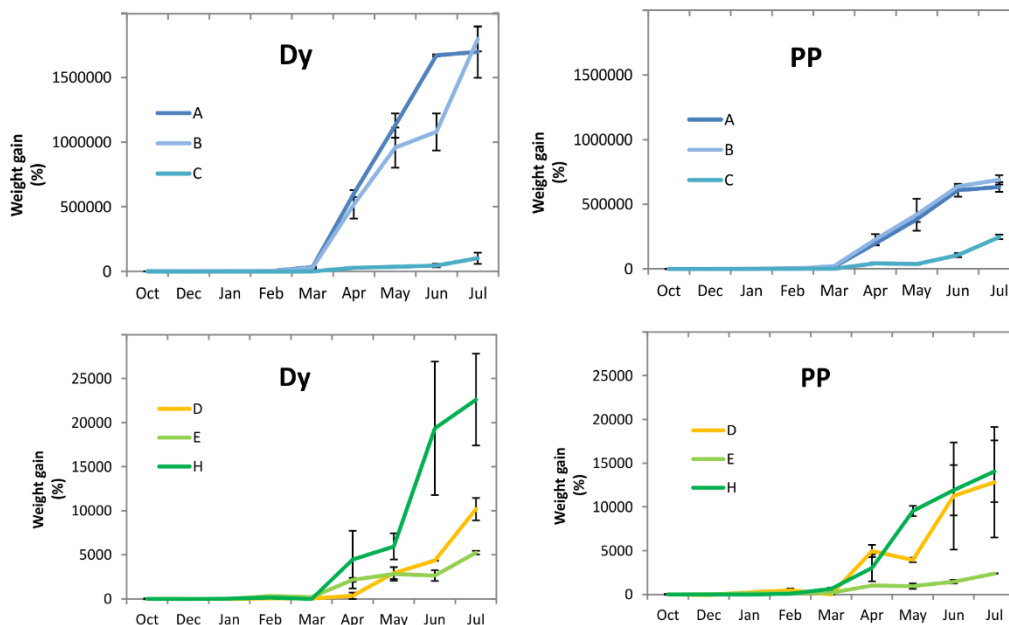 Dy
Weight gain
(%)
1500000
1000000
500000
0
A
B
C
Oct Dec Jan Feb Mar Apr May Jun Jul
PP
Weight gain
(%)
1500000
1000000
500000
0
A
B
C
Oct Dec Jan Feb Mar Apr May Jun Jul
Dy
Weight gain
(%)
25000
20000
15000
10000
5000
0
D
E
H
Oct Dec Jan Feb Mar Apr May Jun Jul
PP
Weight gain
(%)
25000
20000
15000
10000
5000
0
D
E
H
Oct Dec Jan Feb Mar Apr May Jun Jul